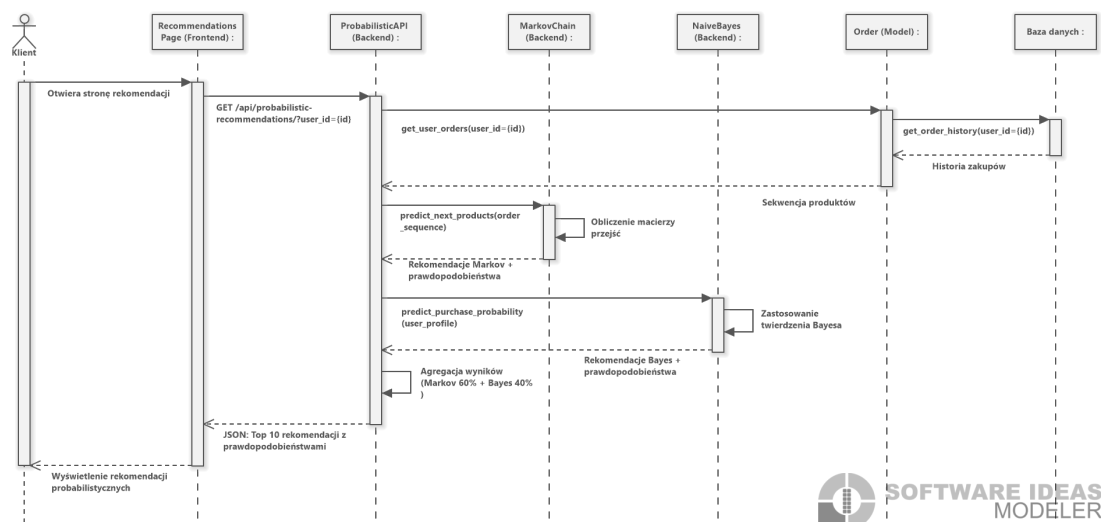 Klient
Recommendations
Page (Frontend) :
ProbabilisticAPI
(Backend) :
MarkovChain
(Backend) :
NaiveBayes
(Backend) :
Order (Model) :
Baza danych :
Otwiera stronę rekomendacji
GET /api/probabilistic-
recommendations/?user_id={id}
get_user_orders(user_id={id})
get_order_history(user_id={id})
Historia zakupów
Sekwencja produktów
predict_next_products(order
_sequence)
Obliczenie macierzy
przejść
Rekomendacje Markov +
prawdopodobieństwa
predict_purchase_probability
(user_profile)
Zastosowanie
twierdzenia Bayesa
Rekomendacje Bayes +
prawdopodobieństwa
Agregacja wyników
(Markov 60% + Bayes 40%
)
JSON: Top 10 rekomendacji z
prawdopodobieństwami
Wyświetlenie rekomendacji
probabilistycznych
SOFTWARE IDEAS
MODELER